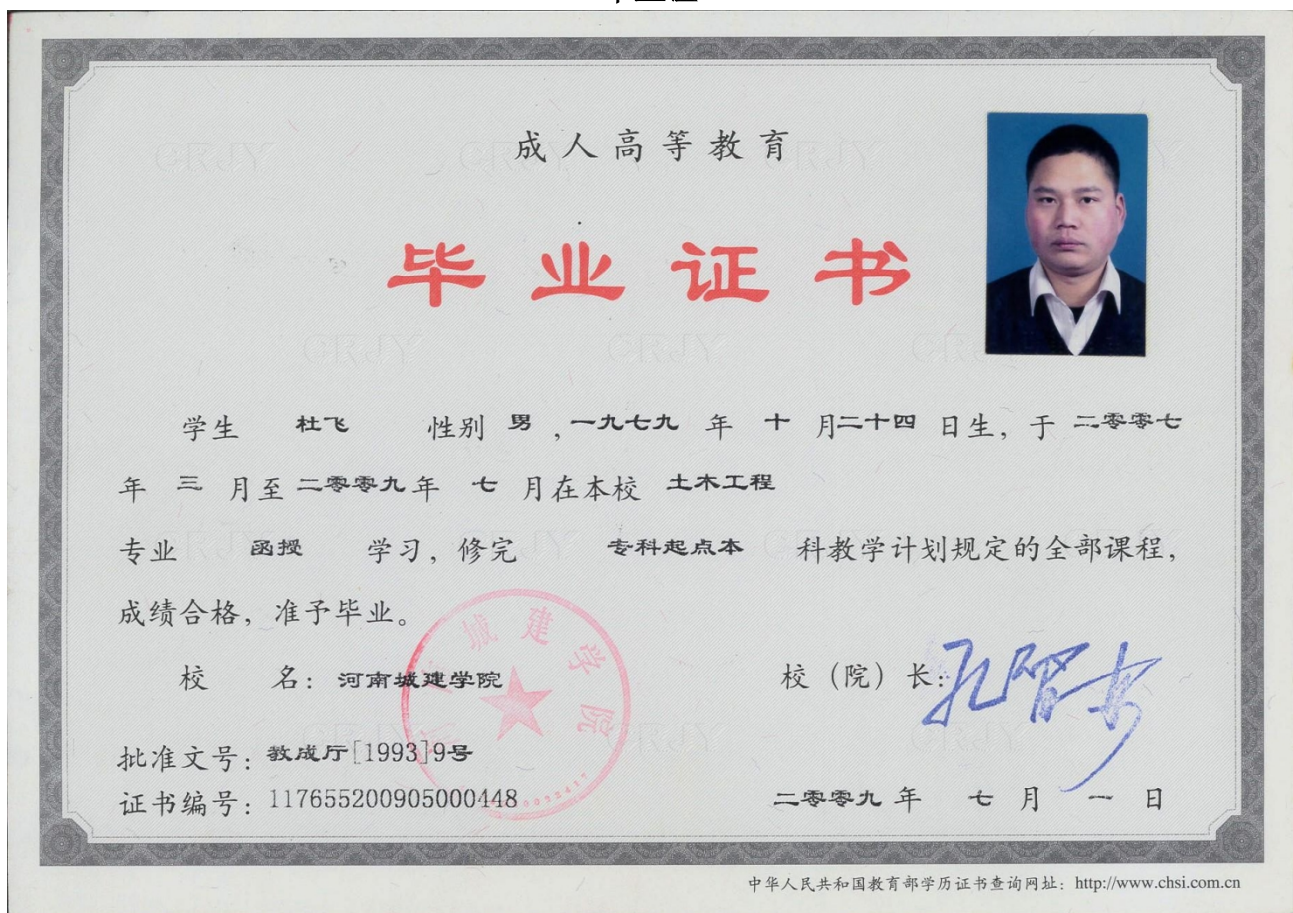 成人高等教育
毕业证书
学生 杜飞 性别 男 ,一九七九 年 十 月二十四 日生, 于 二零零七
年 三 月至 二零零九 年 七 月在本校 土木工程
专业 函授 学习, 修完 专科起点本 科教学计划规定的全部课程,
成绩合格, 准予毕业。
校 名: 河南城建学院 校 (院) 长:
批准文号: 教成厅[1993]9号
证书编号: 117655200905000448 二零零九 年 七 月 一 日
中华人民共和国教育部学历证书查询网址: http://www.chsi.com.cn
城建学院
CRJY